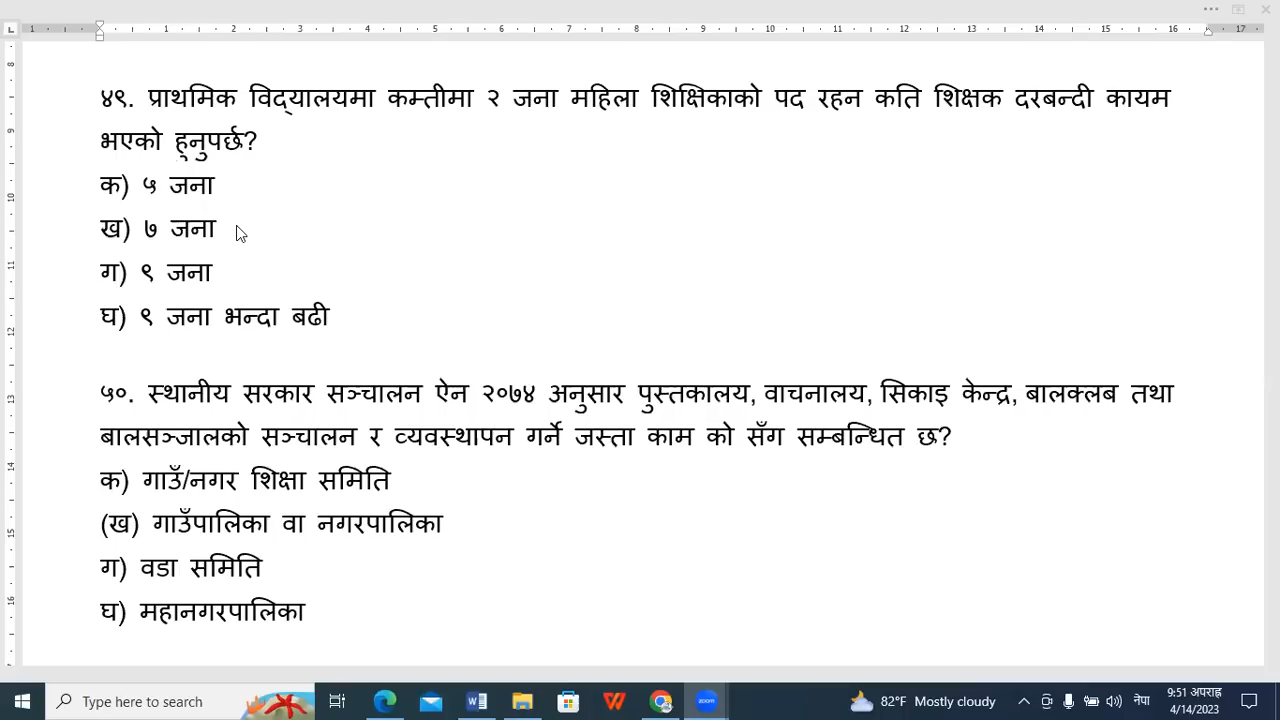 ४९. प्राथमिक विद्यालयमा कम्तीमा २ जना महिला शिक्षिकाको पद रहन कति शिक्षक दरबन्दी कायम
भएको हुनुपर्छ?
क) ५ जना
ख) ७ जना
ग) ९ जना
घ) ९ जना भन्दा बढी
५०. स्थानीय सरकार सञ्चालन ऐन २०७४ अनुसार पुस्तकालय, वाचनालय, सिकाइ केन्द्र, बालक्लब तथा
बालसञ्जालको सञ्चालन र व्यवस्थापन गर्ने जस्ता काम को सँग सम्बन्धित छ?
क) गाउँ/नगर शिक्षा समिति
(ख) गाउँपालिका वा नगरपालिका
ग) वडा समिति
घ) महानगरपालिका
Type here to search
zoom
82°F Mostly cloudy
नेपा
9:51 अपराह्न
4/14/2023